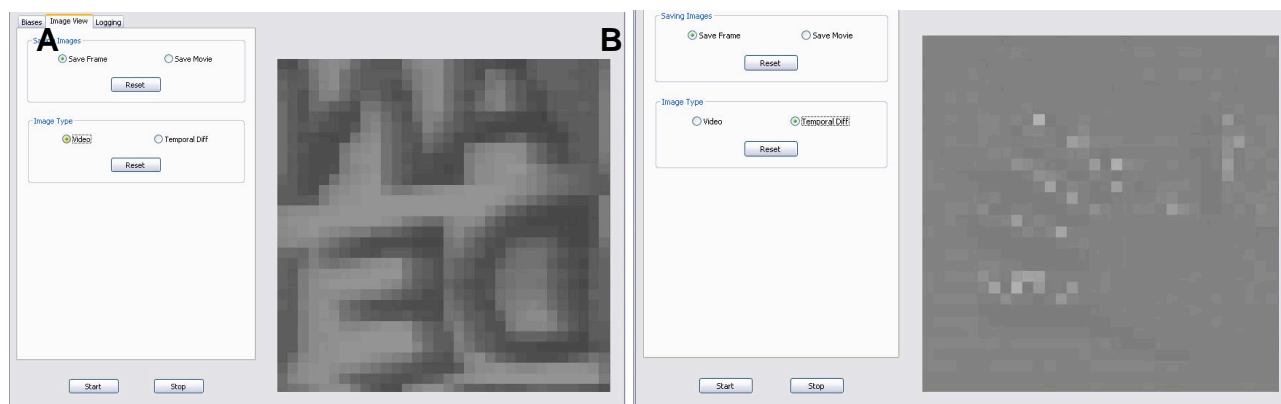 Biases Image View Logging
A
Saving Images
Save Frame Save Movie
Reset
Image Type
Video Temporal Diff
Reset
Start Stop
B
Saving Images
Save Frame Save Movie
Reset
Image Type
Video Temporal Diff
Reset
Start Stop